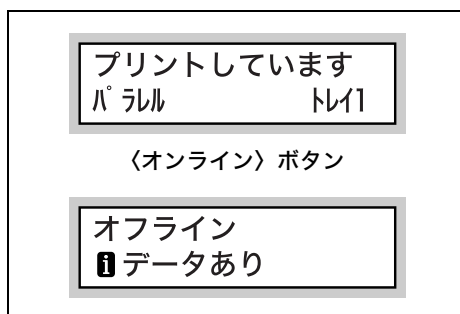 プリントしています
パラレル トレイ1
〈オンライン〉ボタン
オフライン
i データあり